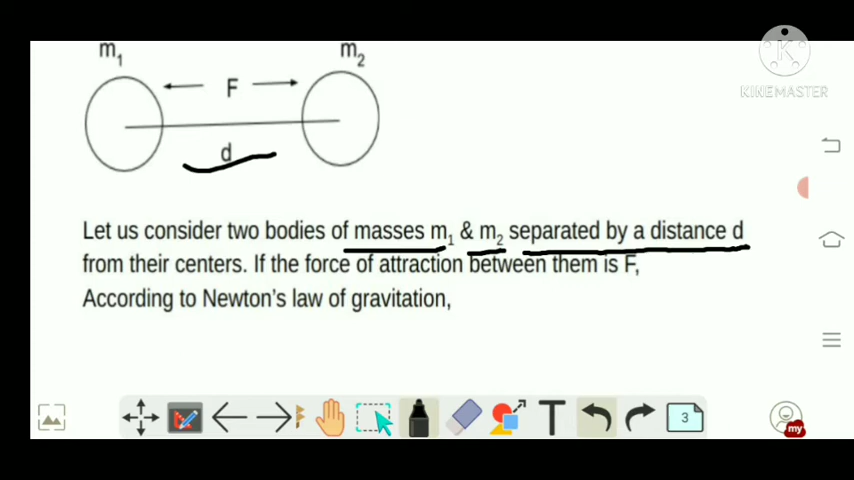 m₁ m₂
KINEMASTER
F
d
Let us consider two bodies of masses m₁ & m₂ separated by a distance d
from their centers. If the force of attraction between them is F,
According to Newton's law of gravitation,
T 3
my